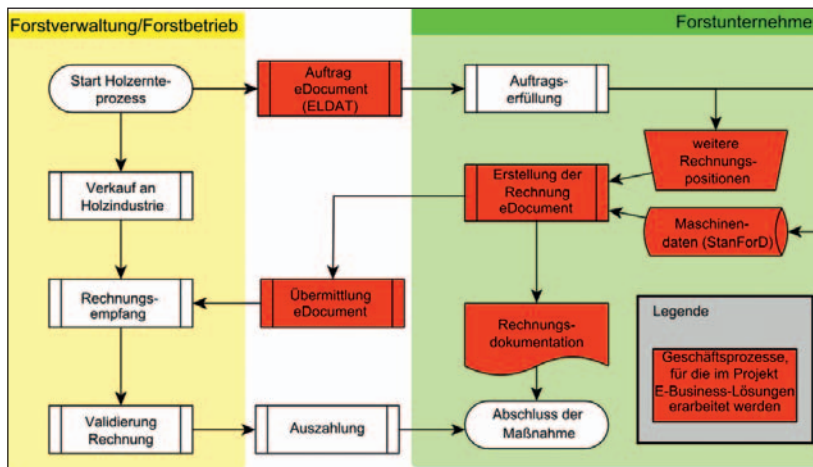 Forstverwaltung/Forstbetrieb
Forstunternehme
Start Holzernte-
prozess
Auftrag
eDocument
(ELDAT)
Auftrags-
erfüllung
weitere
Rechnungs-
positionen
Verkauf an
Holzindustrie
Erstellung der
Rechnung
eDocument
Maschinen-
daten (StanForD)
Rechnungs-
empfang
Übermittlung
eDocument
Rechnungs-
dokumentation
Legende
Geschäftsprozesse,
für die im Projekt
E-Business-Lösungen
erarbeitet werden
Validierung
Rechnung
Auszahlung
Abschluss der
Maßnahme